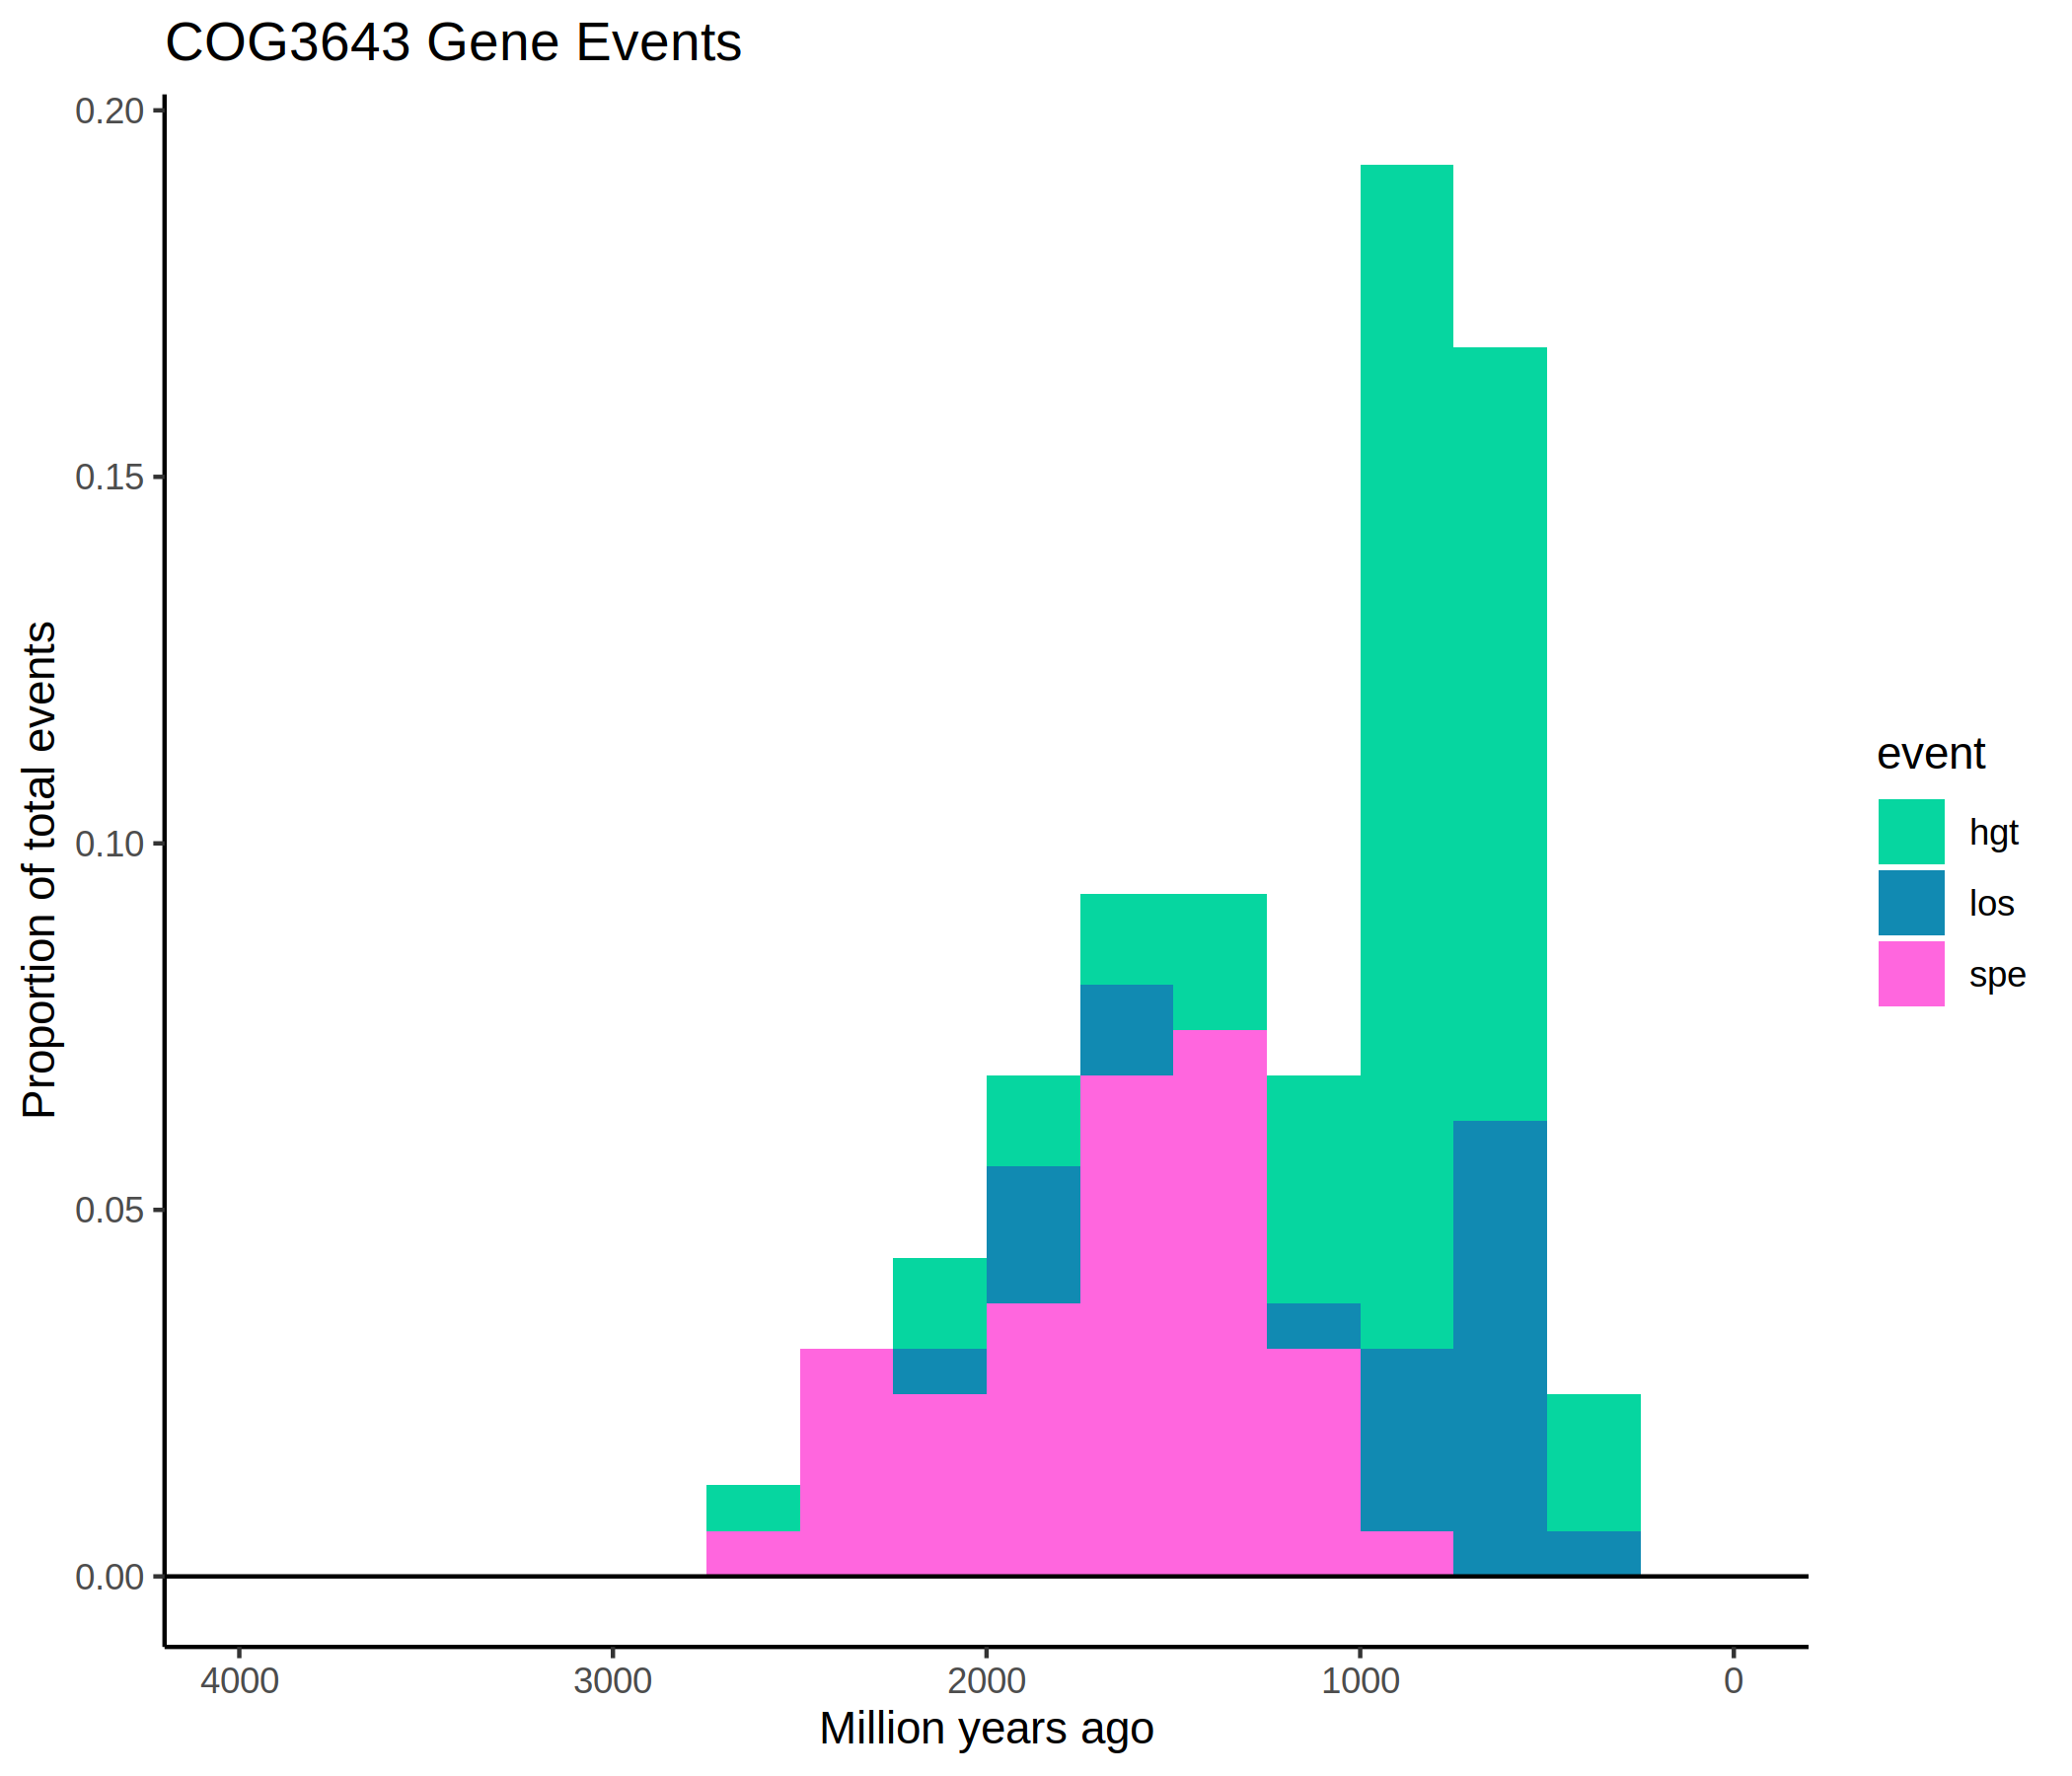 COG3643 Gene Events
Proportion of total events
0.20
0.15
0.10
0.05
0.00
4000 3000 2000 1000 0
Million years ago
event
hgt
los
spe